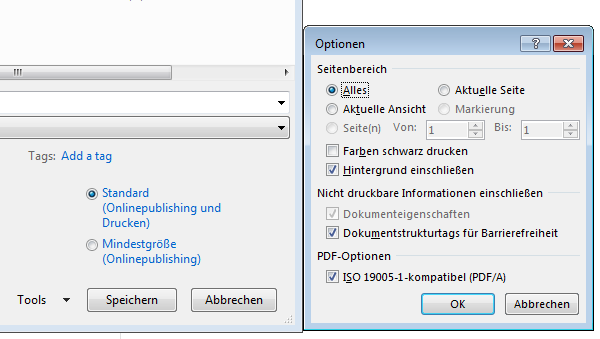 Tags: Add a tag
Standard
(Onlinepublishing und
Drucken)
Mindestgröße
(Onlinepublishing)
Tools
Speichern
Abbrechen
Optionen
Seitenbereich
Alles
Aktuelle Seite
Aktuelle Ansicht
Markierung
Seite(n) Von: 1 Bis: 1
Farben schwarz drucken
Hintergrund einschließen
Nicht druckbare Informationen einschließen
Dokumenteigenschaften
Dokumentstrukturtags für Barrierefreiheit
PDF-Optionen
ISO 19005-1-kompatibel (PDF/A)
OK
Abbrechen